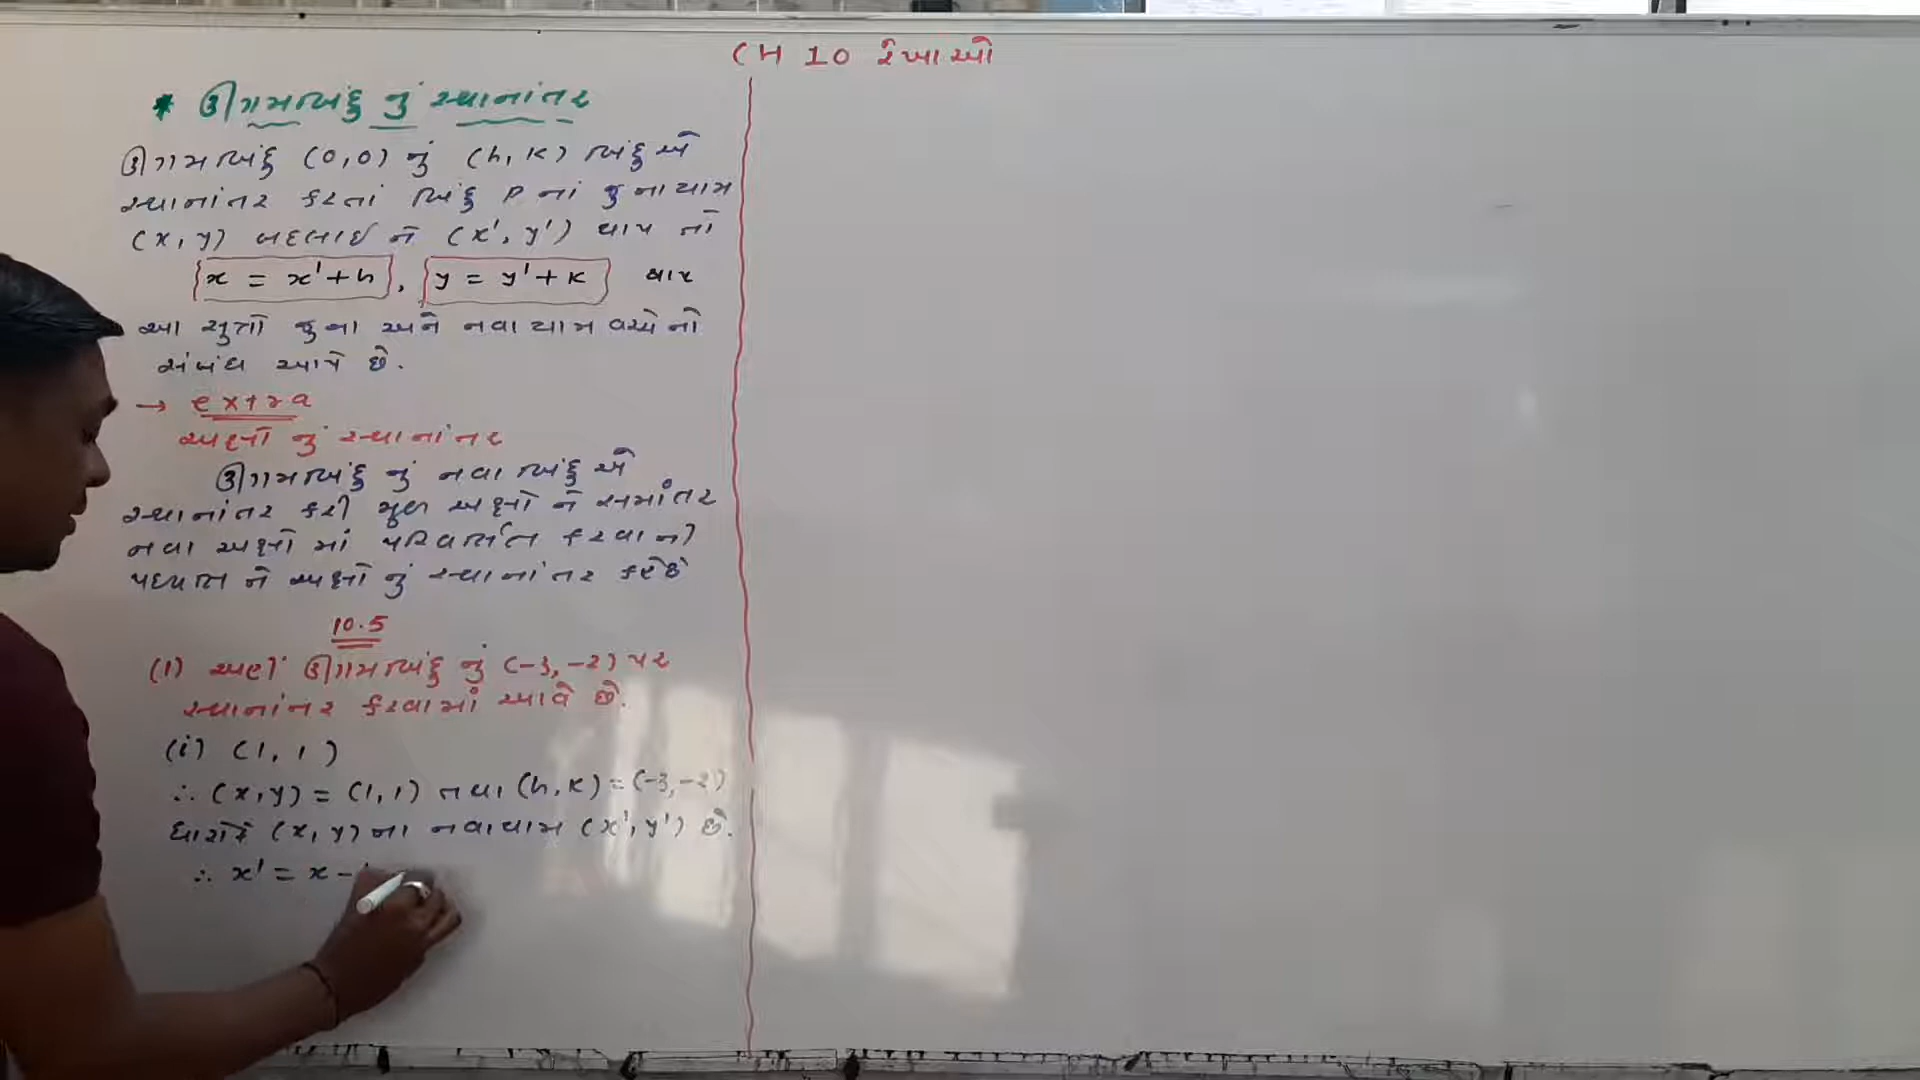 CH 10 રેખાઓ
* ઊગમબિંદુ નું સ્થાનાંતર
ઊગમબિંદુ (0,0) નું (h, k) બિંદુ એ
સ્થાનાંતર કરતાં બિંદુ P નાં જુના યામ
(x, y) બદલાઈ ને (x', y') થાય તો
x = x' + h , y = y' + k થાય
આ સુત્રો જુના અને નવા યામ વચ્ચે નો
સંબંધ આપે છે.
→ extra
અક્ષો નું સ્થાનાંતર
ઊગમબિંદુ નું નવા બિંદુ એ
સ્થાનાંતર કરી મુળ અક્ષો ને સમાંતર
નવા અક્ષો માં પરિવર્તિત કરવાની
પદ્ધતિ ને અક્ષો નું સ્થાનાંતર કહે છે
10.5
(1) અહીં ઊગમબિંદુ નું (-3, -2) પર
સ્થાનાંતર કરવામાં આવે છે.
(i) (1, 1)
∴ (x, y) = (1, 1) તથા (h, k) = (-3, -2)
ધારોકે (x, y) ના નવા યામ (x', y') છે.
∴ x' = x -